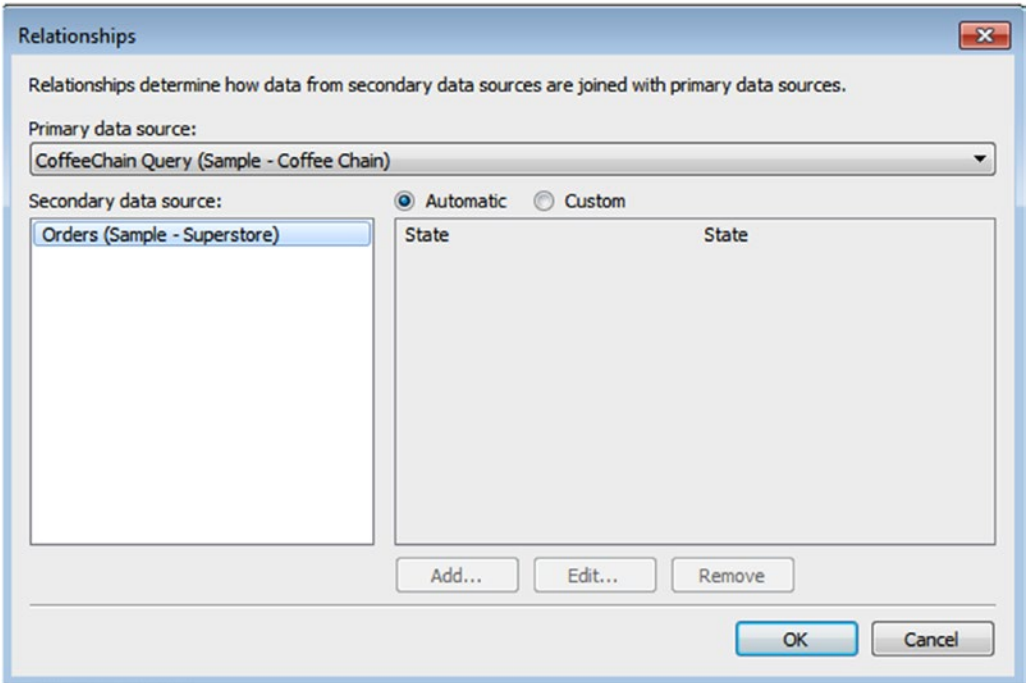 Relationships
Relationships determine how data from secondary data sources are joined with primary data sources.
Primary data source:
CoffeeChain Query (Sample - Coffee Chain)
Secondary data source:
Automatic Custom
Orders (Sample - Superstore)
State State
Add... Edit... Remove
OK Cancel